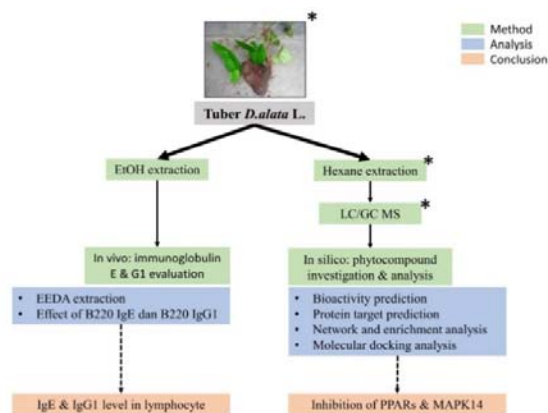 *
Method
Analysis
Conclusion
Tuber D.alata L.
EtOH extraction
Hexane extraction *
LC/GC MS *
In vivo: immunoglobulin
E & G1 evaluation
In silico: phytocompound
investigation & analysis
• EEDA extraction
• Effect of B220 IgE dan B220 IgG1
• Bioactivity prediction
• Protein target prediction
• Network and enrichment analysis
• Molecular docking analysis
IgE & IgG1 level in lymphocyte
Inhibition of PPARs & MAPK14